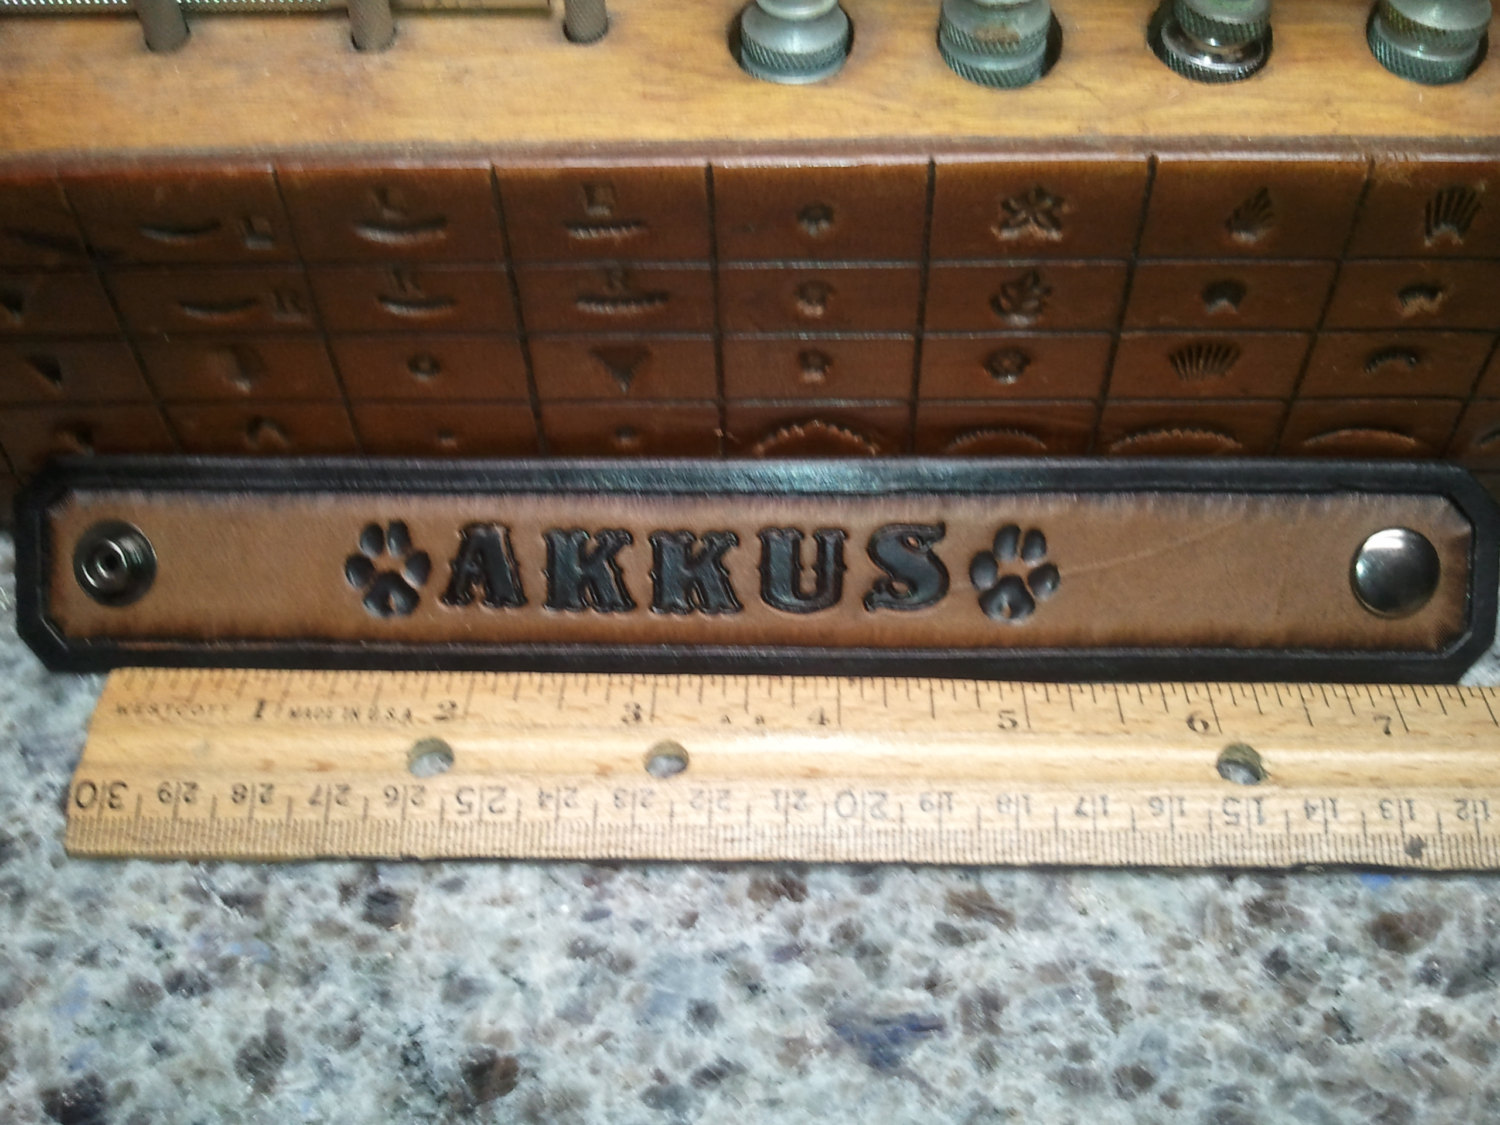 L L E
R R R
AKKUS
WESTCOTT 1 MADE IN U.S.A. 2 3 4 5 6 7
30 29 28 27 26 25 24 23 22 21 20 19 18 17 16 15 14 13 12